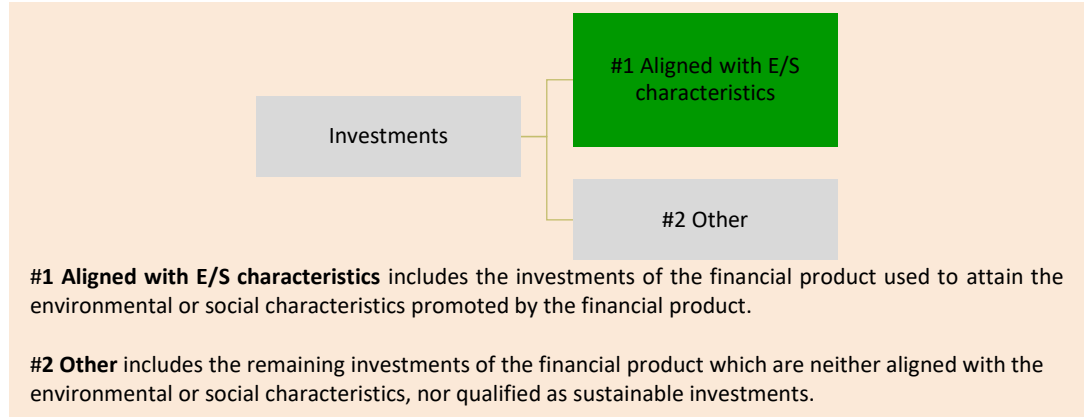 #1 Aligned with E/S
characteristics
Investments
#2 Other
#1 Aligned with E/S characteristics includes the investments of the financial product used to attain the
environmental or social characteristics promoted by the financial product.
#2 Other includes the remaining investments of the financial product which are neither aligned with the
environmental or social characteristics, nor qualified as sustainable investments.